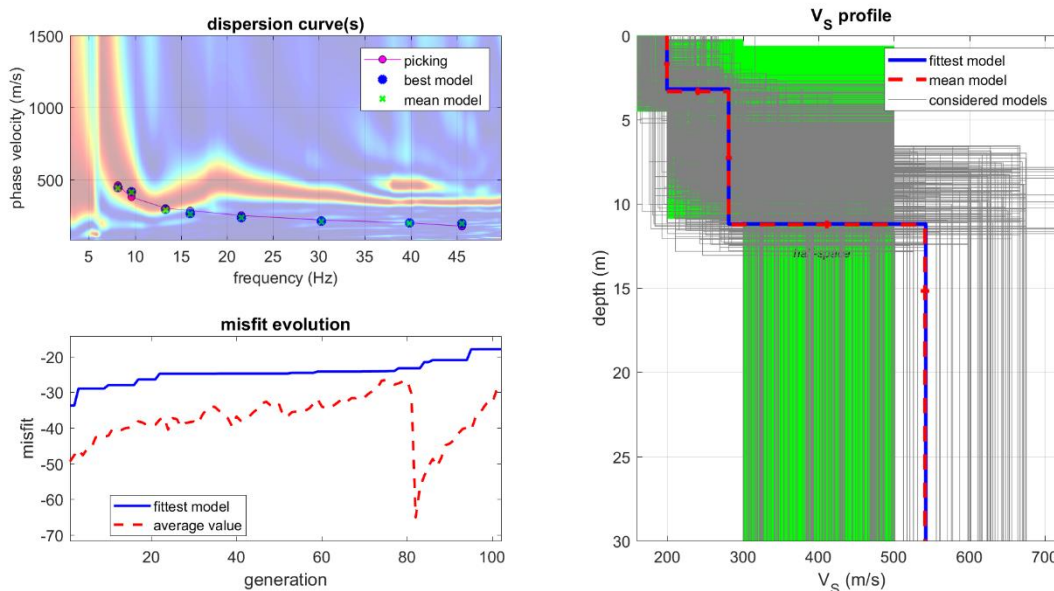 dispersion curve(s)
1500
1000
500
phase velocity (m/s)
picking
best model
mean model
5 10 15 20 25 30 35 40 45
frequency (Hz)
misfit evolution
-20
-30
-40
-50
-60
-70
misfit
fittest model
average value
20 40 60 80 100
generation
V_S profile
0
5
10
15
20
25
30
depth (m)
fittest model
mean model
considered models
half-space
200 300 400 500 600 700
V_S (m/s)